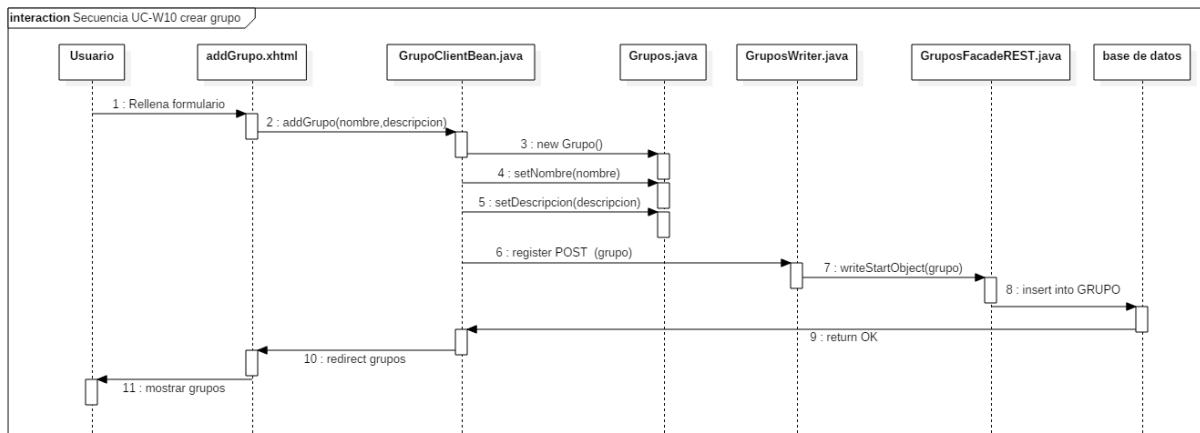 interaction Secuencia UC-W10 crear grupo
Usuario
addGrupo.xhtml
GrupoClientBean.java
Grupos.java
GruposWriter.java
GruposFacadeREST.java
base de datos
1 : Rellena formulario
2 : addGrupo(nombre,descripcion)
3 : new Grupo()
4 : setNombre(nombre)
5 : setDescripcion(descripcion)
6 : register POST (grupo)
7 : writeStartObject(grupo)
8 : insert into GRUPO
9 : return OK
10 : redirect grupos
11 : mostrar grupos